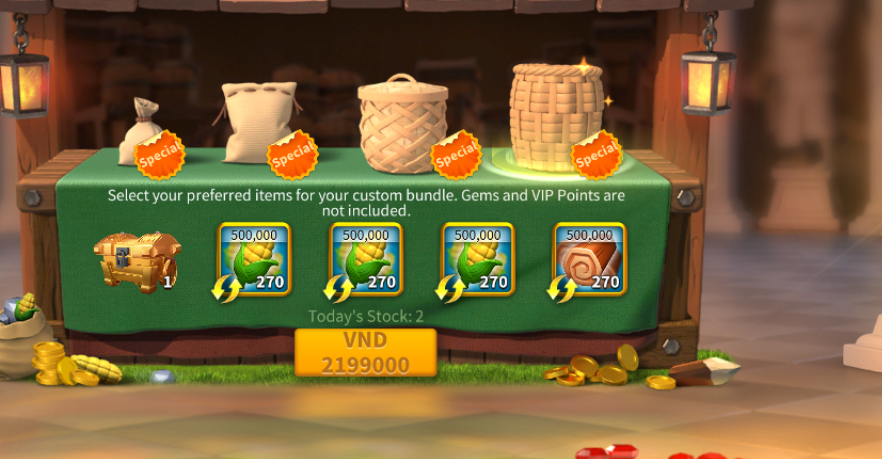 Special
Special
Special
Special
Select your preferred items for your custom bundle. Gems and VIP Points are
not included.
500,000
500,000
500,000
500,000
1
270
270
270
270
Today's Stock: 2
VND
2199000